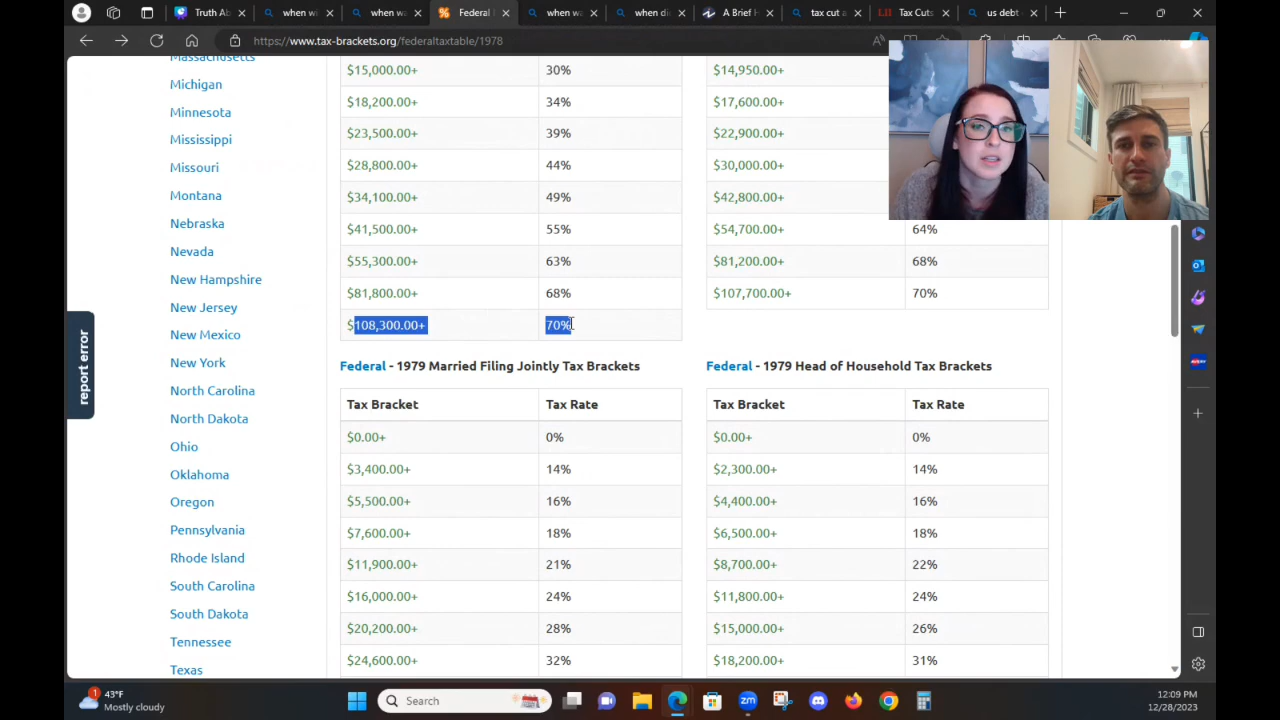 Truth Ab
when wi
when wa
Federal
when wa
when di
A Brief H
tax cut a
Tax Cuts
us debt
https://www.tax-brackets.org/federaltaxtable/1978
Massachusetts
Michigan
Minnesota
Mississippi
Missouri
Montana
Nebraska
Nevada
New Hampshire
New Jersey
New Mexico
New York
North Carolina
North Dakota
Ohio
Oklahoma
Oregon
Pennsylvania
Rhode Island
South Carolina
South Dakota
Tennessee
Texas
report error
$15,000.00+ 30%
$18,200.00+ 34%
$23,500.00+ 39%
$28,800.00+ 44%
$34,100.00+ 49%
$41,500.00+ 55%
$55,300.00+ 63%
$81,800.00+ 68%
$108,300.00+ 70%
$14,950.00+
$17,600.00+
$22,900.00+
$30,000.00+
$42,800.00+
$54,700.00+ 64%
$81,200.00+ 68%
$107,700.00+ 70%
Federal - 1979 Married Filing Jointly Tax Brackets
Tax Bracket Tax Rate
$0.00+ 0%
$3,400.00+ 14%
$5,500.00+ 16%
$7,600.00+ 18%
$11,900.00+ 21%
$16,000.00+ 24%
$20,200.00+ 28%
$24,600.00+ 32%
Federal - 1979 Head of Household Tax Brackets
Tax Bracket Tax Rate
$0.00+ 0%
$2,300.00+ 14%
$4,400.00+ 16%
$6,500.00+ 18%
$8,700.00+ 22%
$11,800.00+ 24%
$15,000.00+ 26%
$18,200.00+ 31%
1
43°F
Mostly cloudy
Search
zm
12:09 PM
12/28/2023